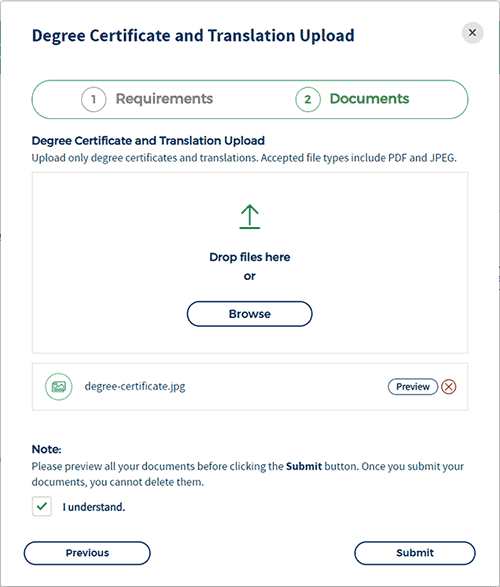 Degree Certificate and Translation Upload
1 Requirements 2 Documents
Degree Certificate and Translation Upload
Upload only degree certificates and translations. Accepted file types include PDF and JPEG.
Drop files here
or
Browse
degree-certificate.jpg Preview
Note:
Please preview all your documents before clicking the Submit button. Once you submit your
documents, you cannot delete them.
I understand.
Previous Submit